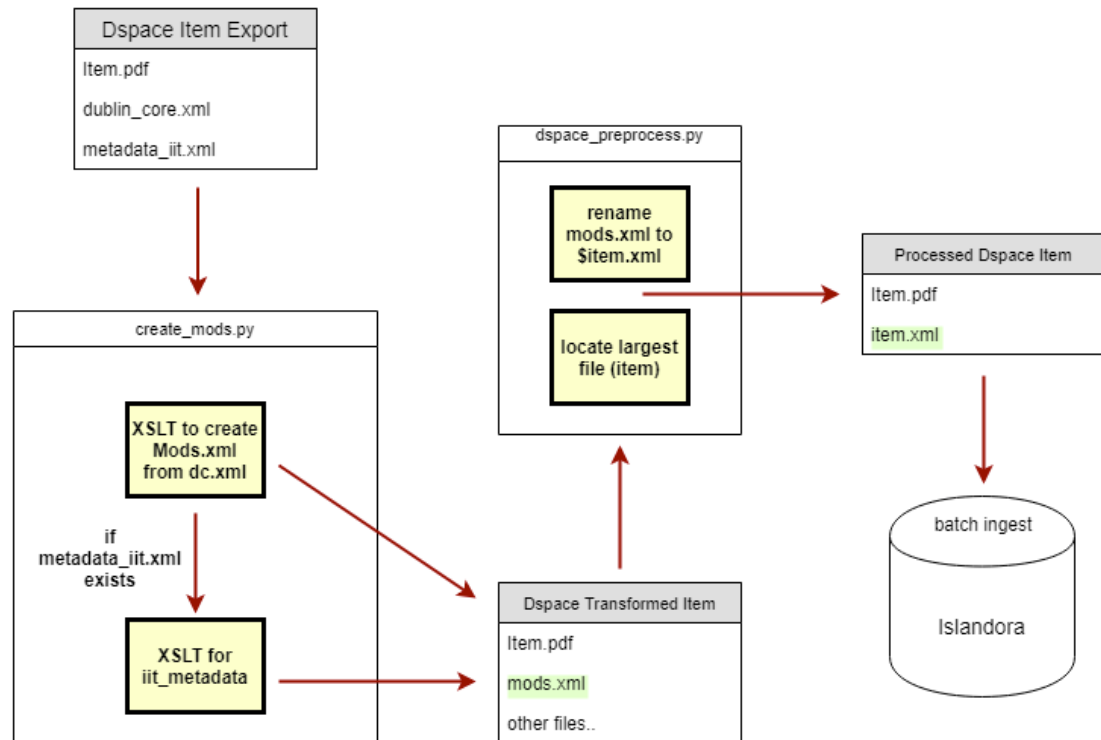 Dspace Item Export
Item.pdf
dublin_core.xml
metadata_iit.xml
create_mods.py
XSLT to create
Mods.xml
from dc.xml
if
metadata_iit.xml
exists
XSLT for
iit_metadata
Dspace Transformed Item
Item.pdf
mods.xml
other files..
dspace_preprocess.py
rename
mods.xml to
$item.xml
locate largest
file (item)
Processed Dspace Item
Item.pdf
item.xml
batch ingest
Islandora